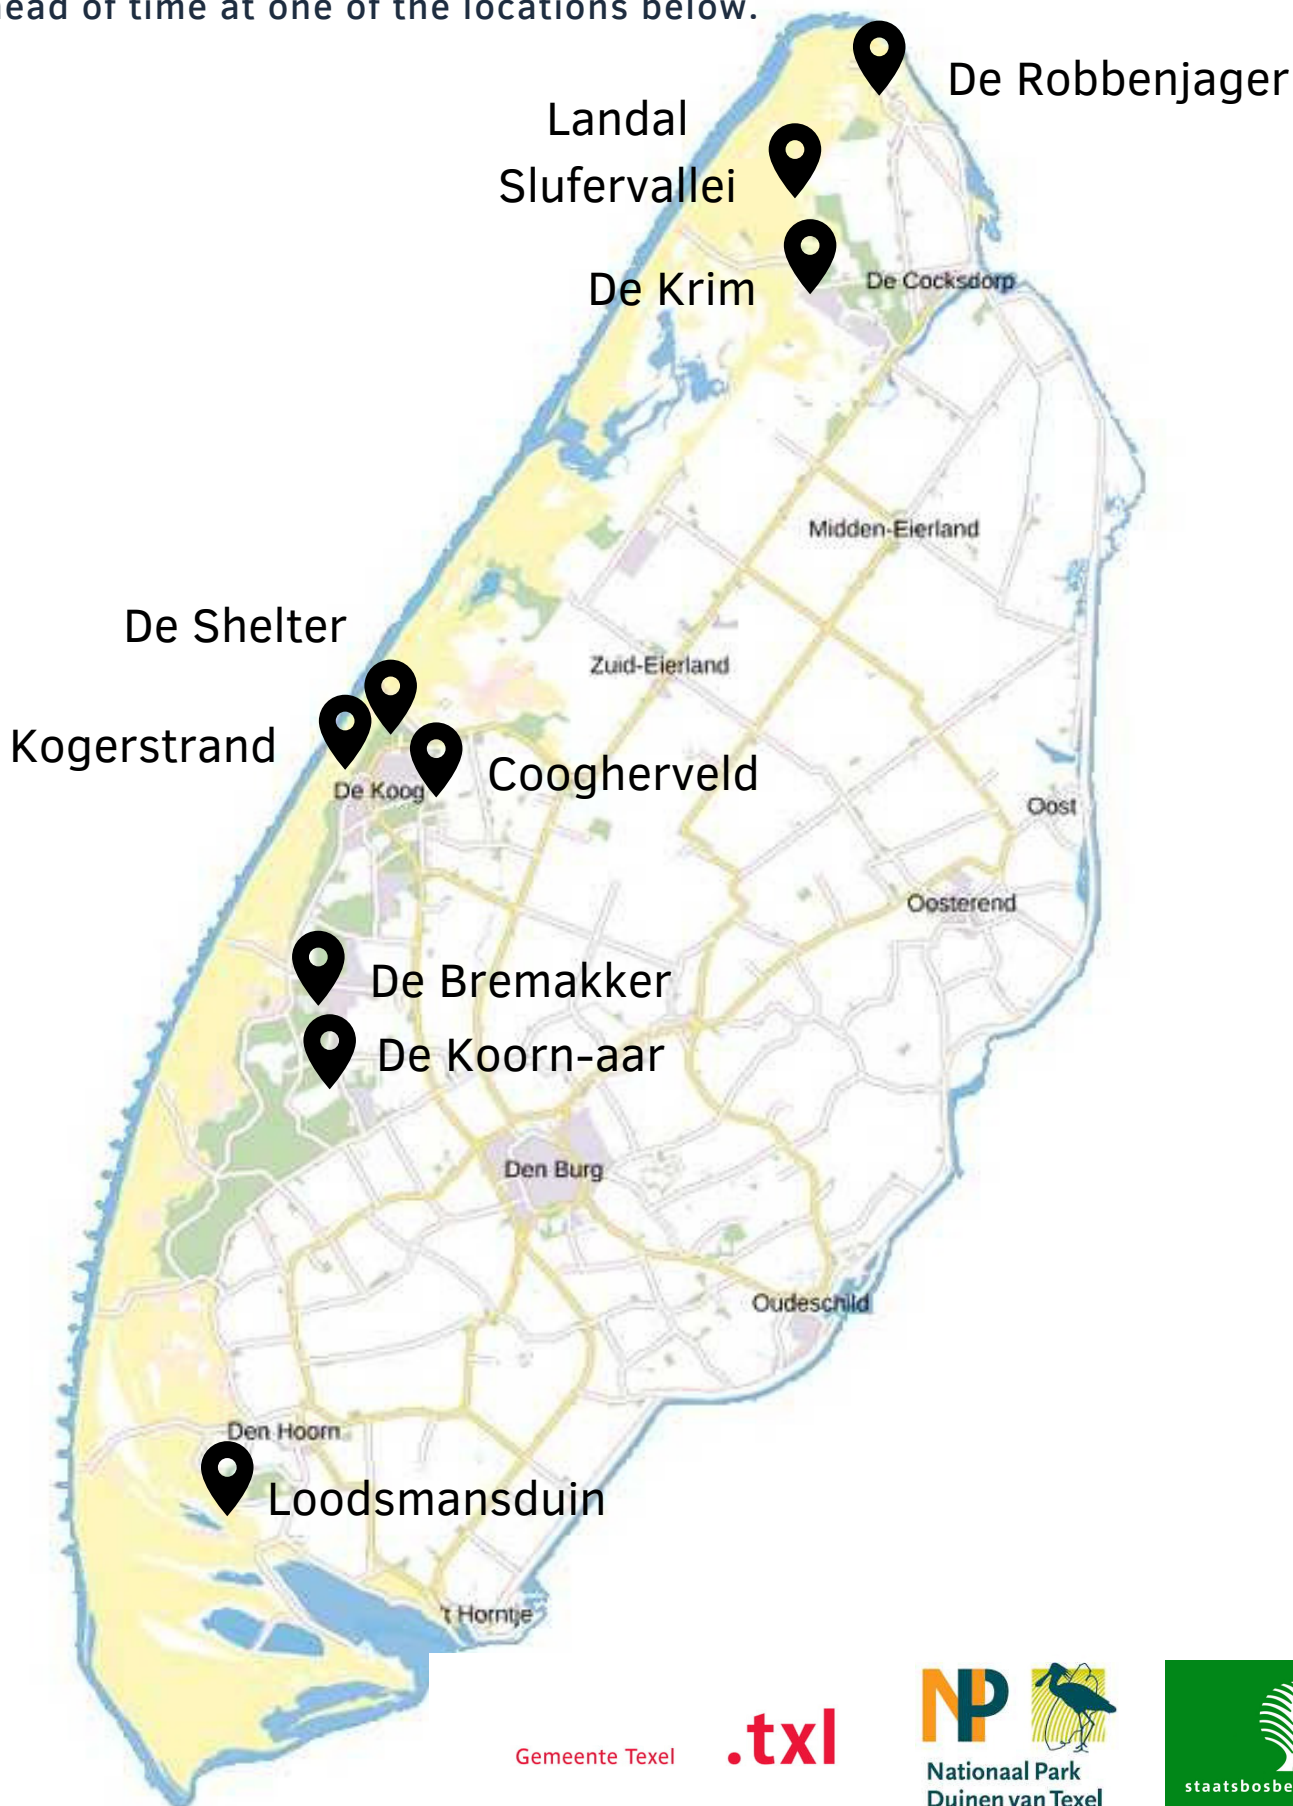 ahead of time at one of the locations below.
De Robbenjager
Landal
Slufervallei
De Krim
De Cocksdorp
Midden-Eierland
De Shelter
Zuid-Eierland
Kogerstrand
Coogherveld
De Koog
Oost
Oosterend
De Bremakker
De Koorn-aar
Den Burg
Oudeschild
Den Hoorn
Loodsmansduin
't Horntje
Gemeente Texel
.txl
NP
Nationaal Park
Duinen van Texel
staatsbosbe